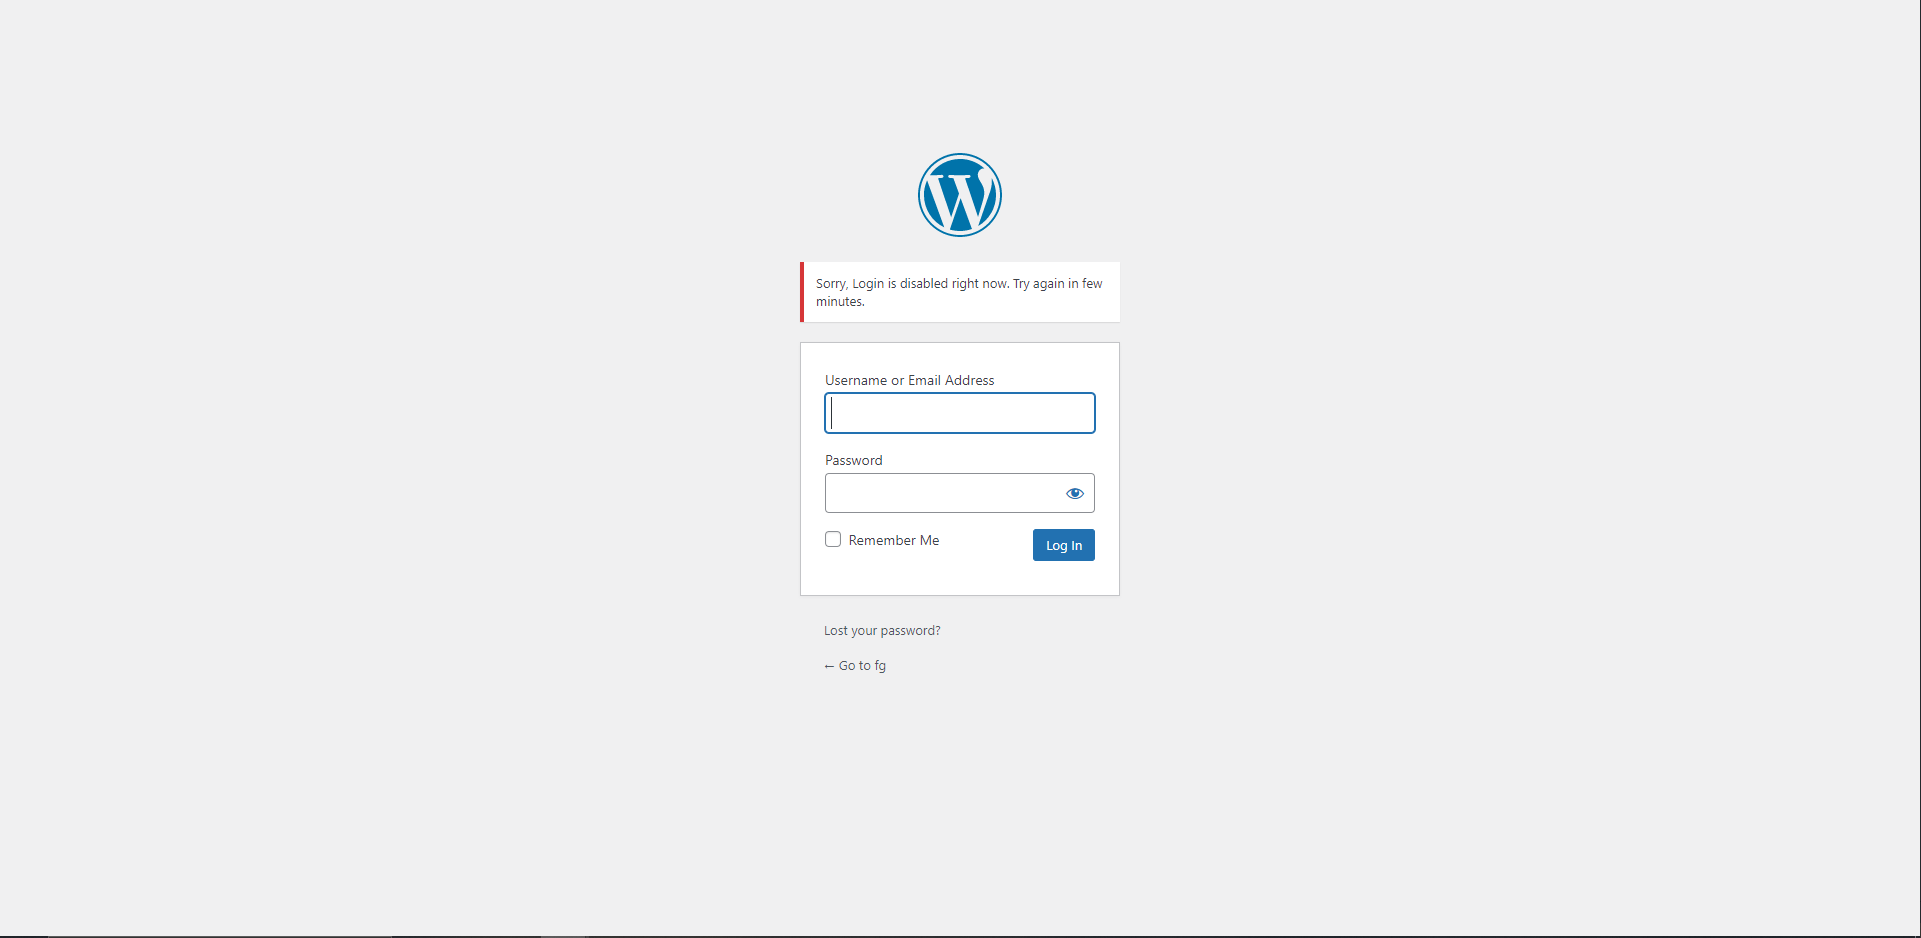 Sorry, Login is disabled right now. Try again in few
minutes.
Username or Email Address
Password
Remember Me
Log In
Lost your password?
← Go to fg